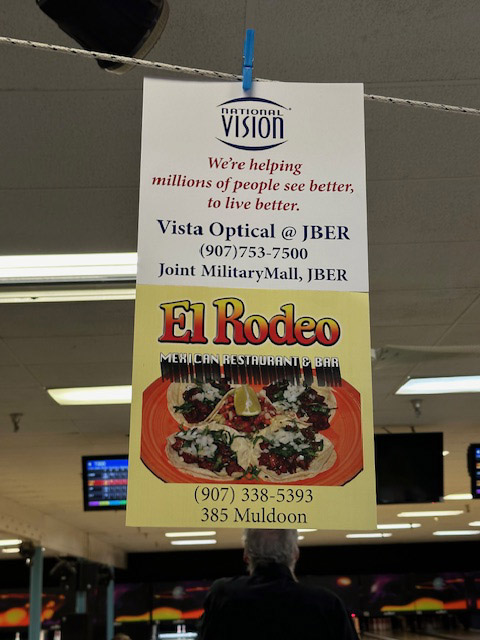 NATIONAL
VISION
We're helping
millions of people see better,
to live better.
Vista Optical @ JBER
(907)753-7500
Joint MilitaryMall, JBER
El Rodeo
MEXICAN RESTAURANT & BAR
(907) 338-5393
385 Muldoon